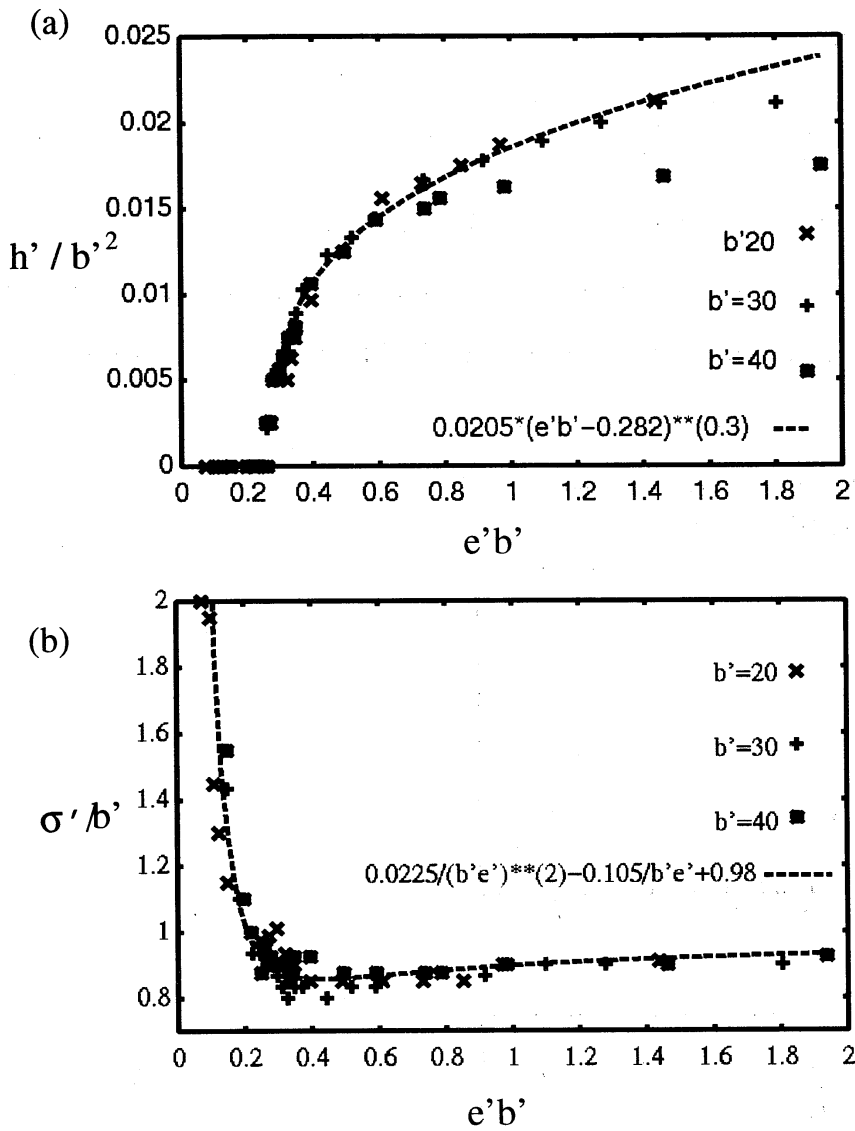 (a)
0.025
0.02
0.015
h’ / b’2
0.01
0.005
0
b’20
b’=30
b’=40
0.0205*(e’b’−0.282)**(0.3)
0 0.2 0.4 0.6 0.8 1 1.2 1.4 1.6 1.8 2
e’b’
(b)
2
1.8
1.6
1.4
σ′/b’
1.2
1
0.8
b’=20
b’=30
b’=40
0.0225/(b’e’)**(2)−0.105/b’e’+0.98
0 0.2 0.4 0.6 0.8 1 1.2 1.4 1.6 1.8 2
e’b’